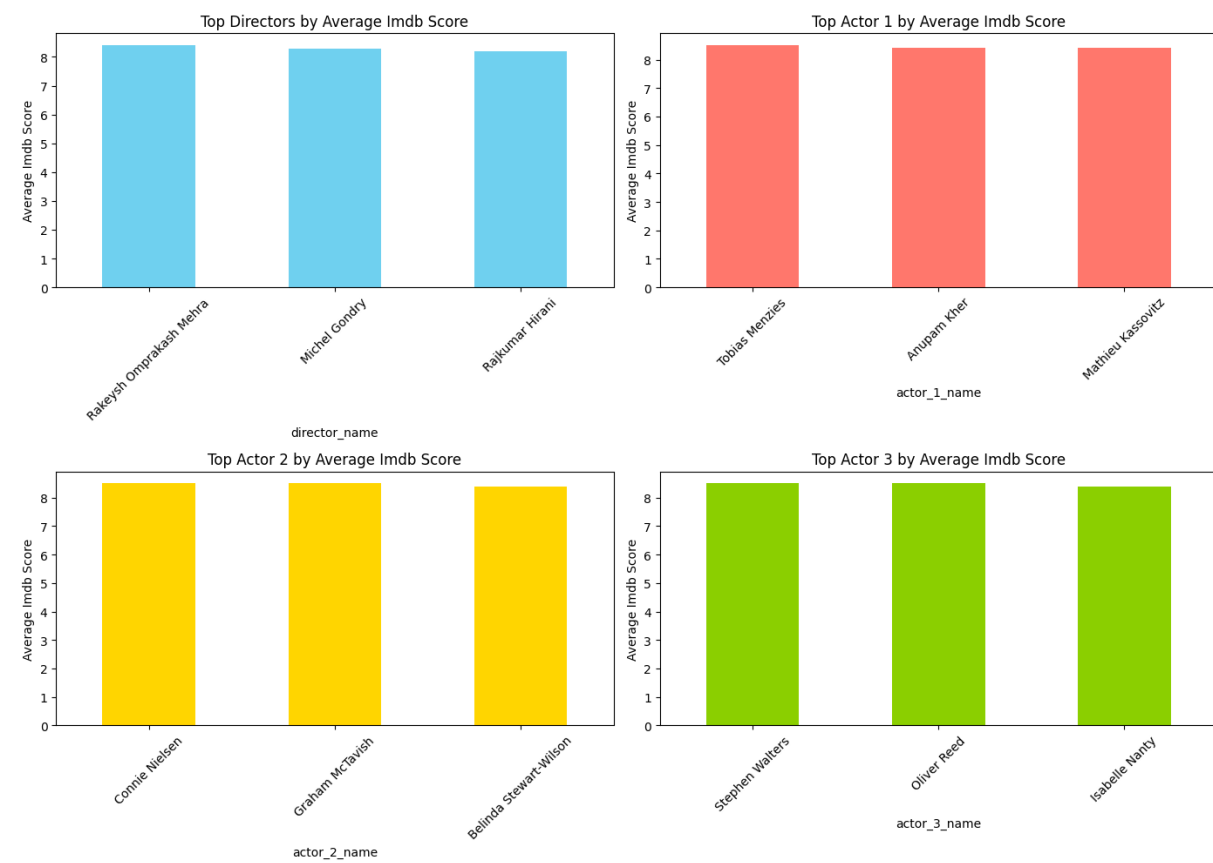 Top Directors by Average Imdb Score
Average Imdb Score
8
7
6
5
4
3
2
1
0
Rakeysh Omprakash Mehra
Michel Gondry
Rajkumar Hirani
director_name
Top Actor 1 by Average Imdb Score
Average Imdb Score
8
7
6
5
4
3
2
1
0
Tobias Menzies
Anupam Kher
Mathieu Kassovitz
actor_1_name
Top Actor 2 by Average Imdb Score
Average Imdb Score
8
7
6
5
4
3
2
1
0
Connie Nielsen
Graham McTavish
Belinda Stewart-Wilson
actor_2_name
Top Actor 3 by Average Imdb Score
Average Imdb Score
8
7
6
5
4
3
2
1
0
Stephen Walters
Oliver Reed
Isabelle Nanty
actor_3_name